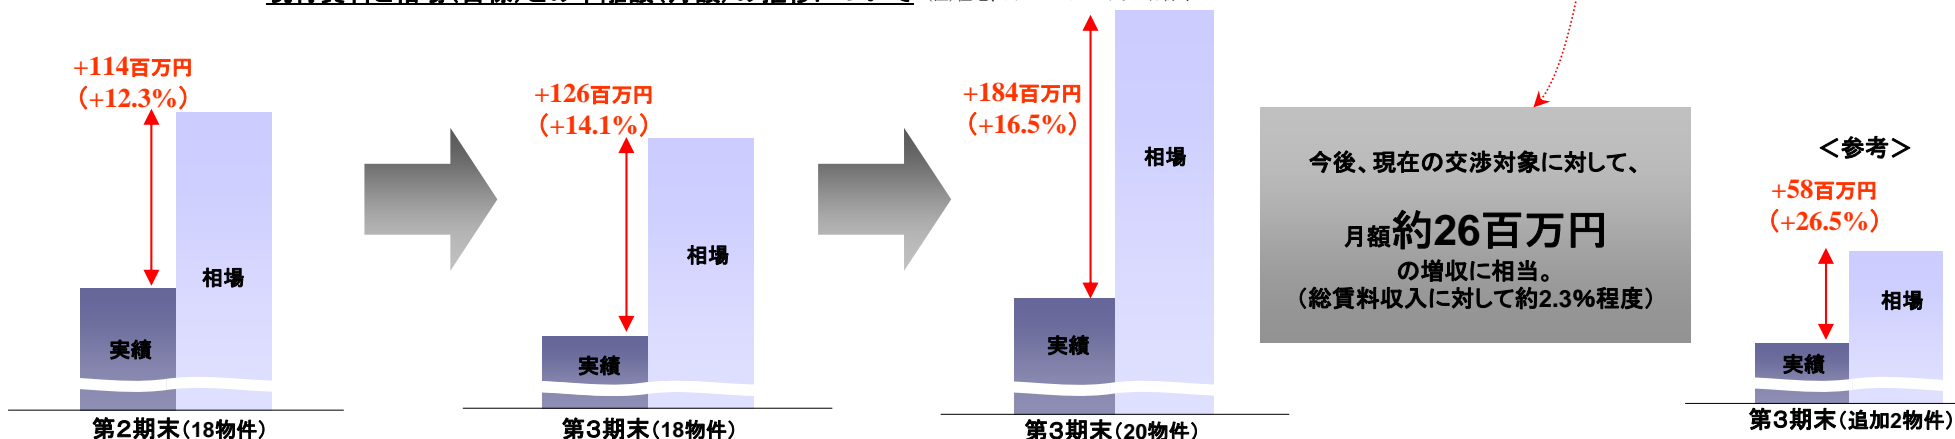 +114百万円
（+12.3%）
相場
実績
第２期末（18物件）
+126百万円
（+14.1%）
相場
実績
第３期末（18物件）
+184百万円
（+16.5%）
相場
実績
第３期末（20物件）
今後、現在の交渉対象に対して、
月額約26百万円
の増収に相当。
（総賃料収入に対して約2.3%程度）
＜参考＞
+58百万円
（+26.5%）
相場
実績
第３期末（追加2物件）